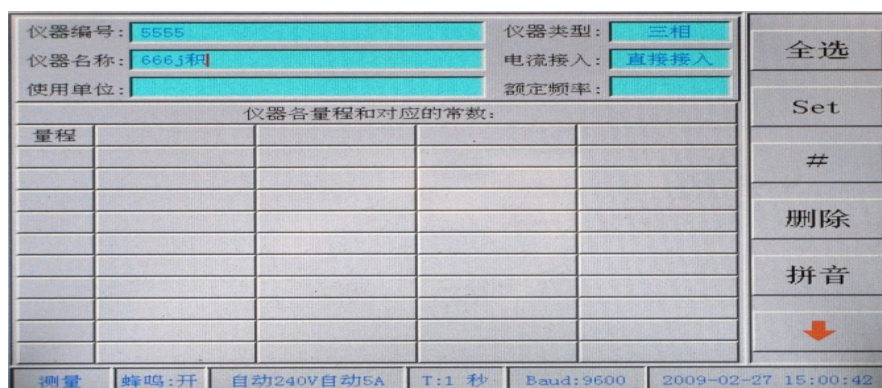 仪器编号: 5555 仪器类型: 三相
仪器名称: 666j积 电流接入: 直接接入
使用单位: 额定频率:
仪器各量程和对应的常数:
量程
全选
Set
#
删除
拼音
测量 蜂鸣:开 自动240V自动5A T:1 秒 Baud:9600 2009-02-27 15:00:42